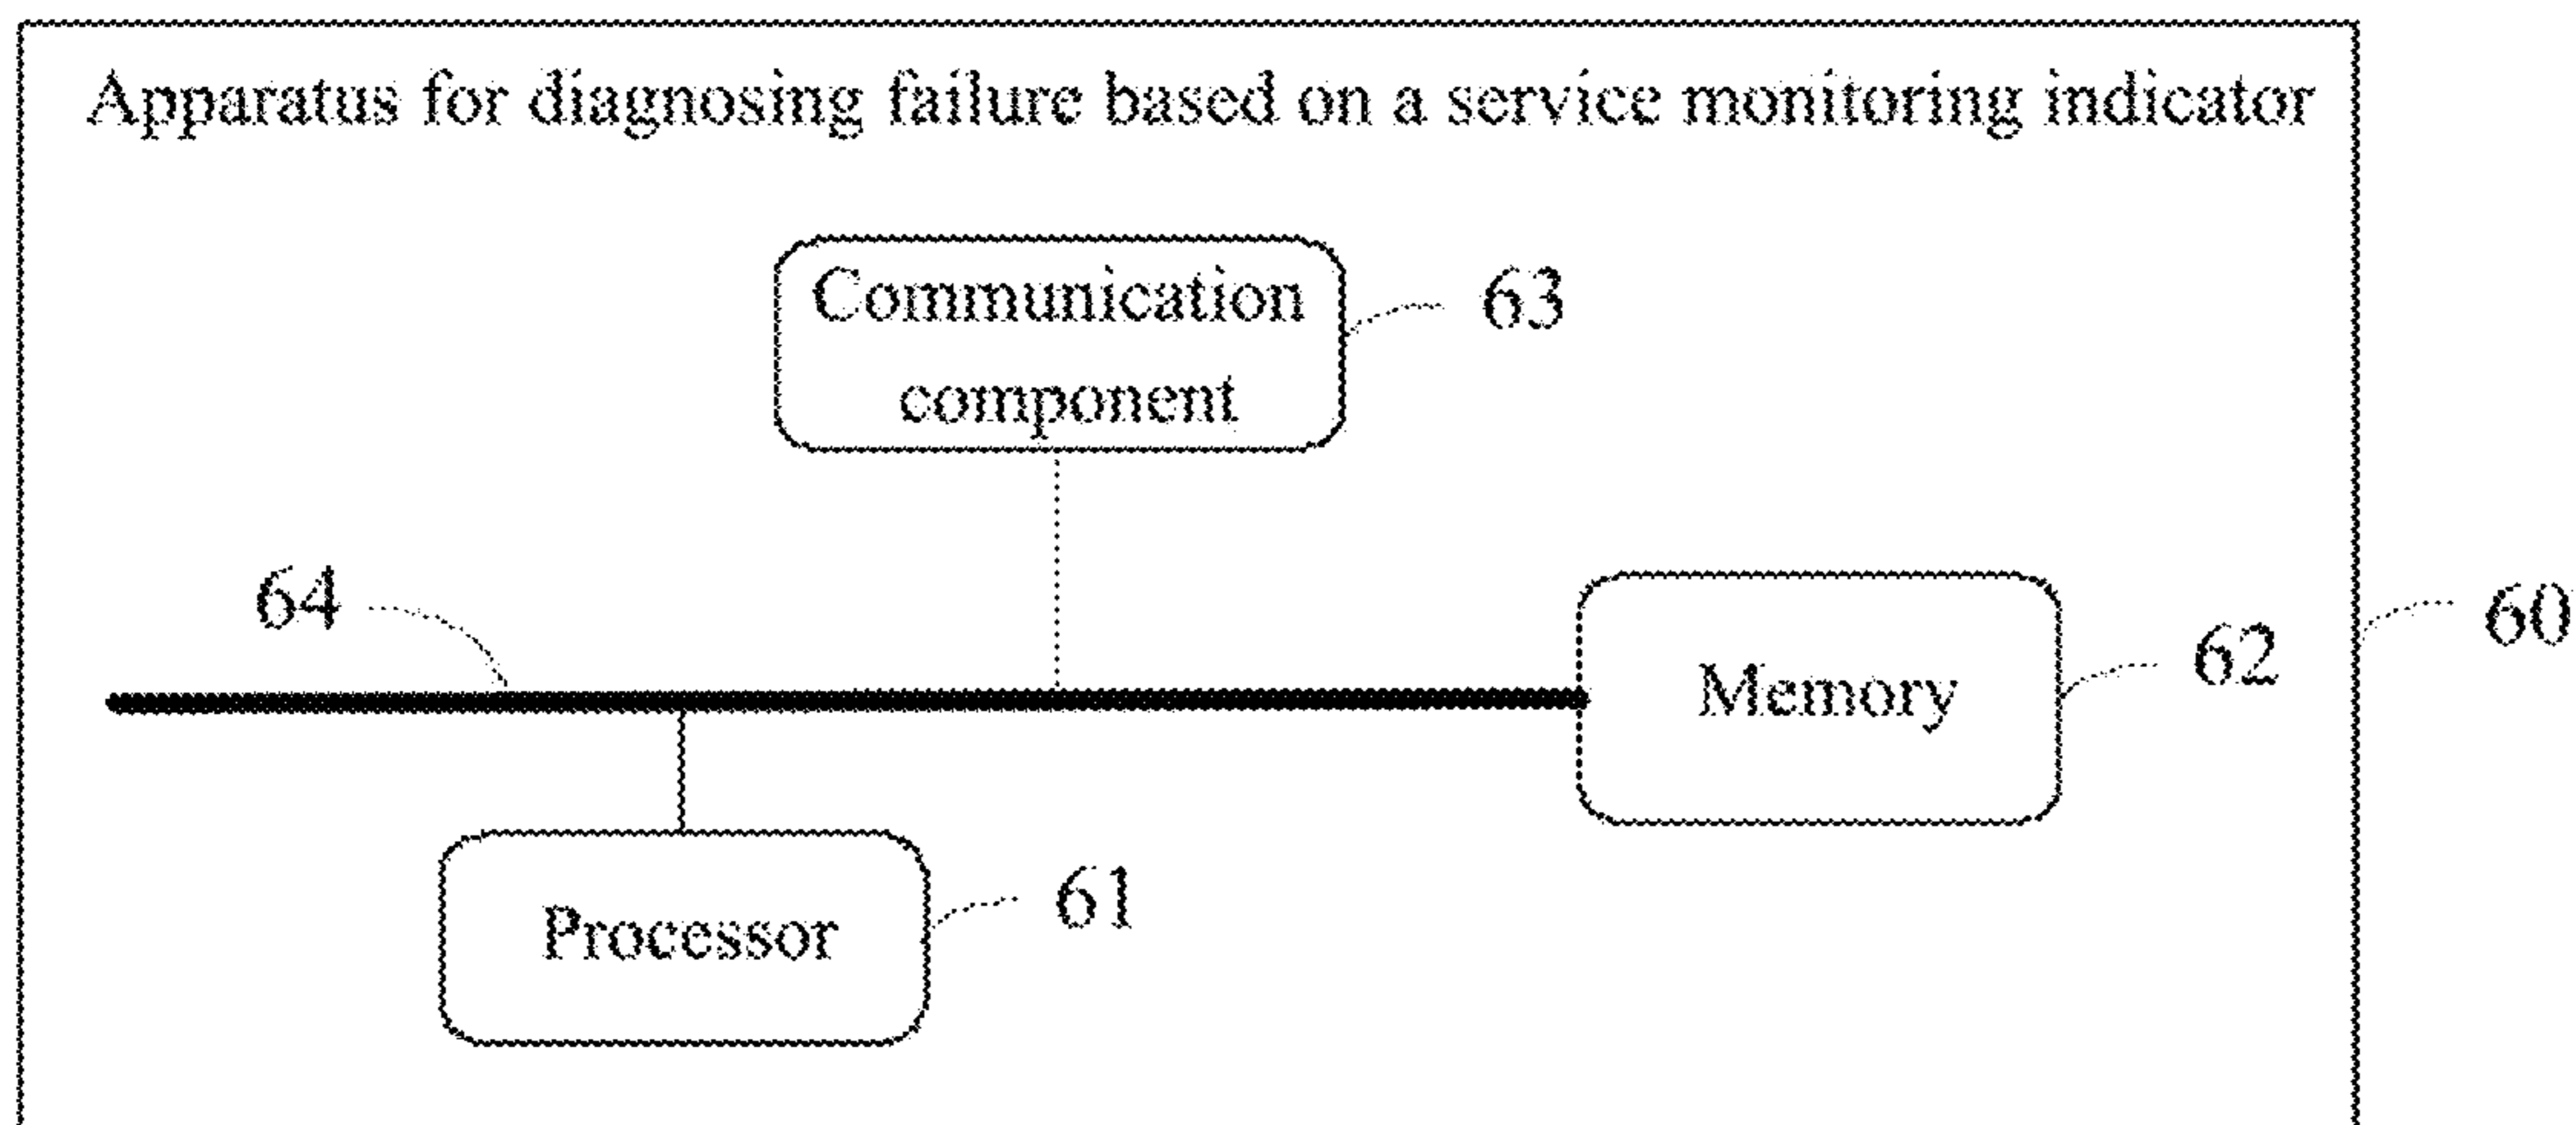 Apparatus for diagnosing failure based on a service monitoring indicator
Communication
component
63
64
60
62
Memory
61
Processor